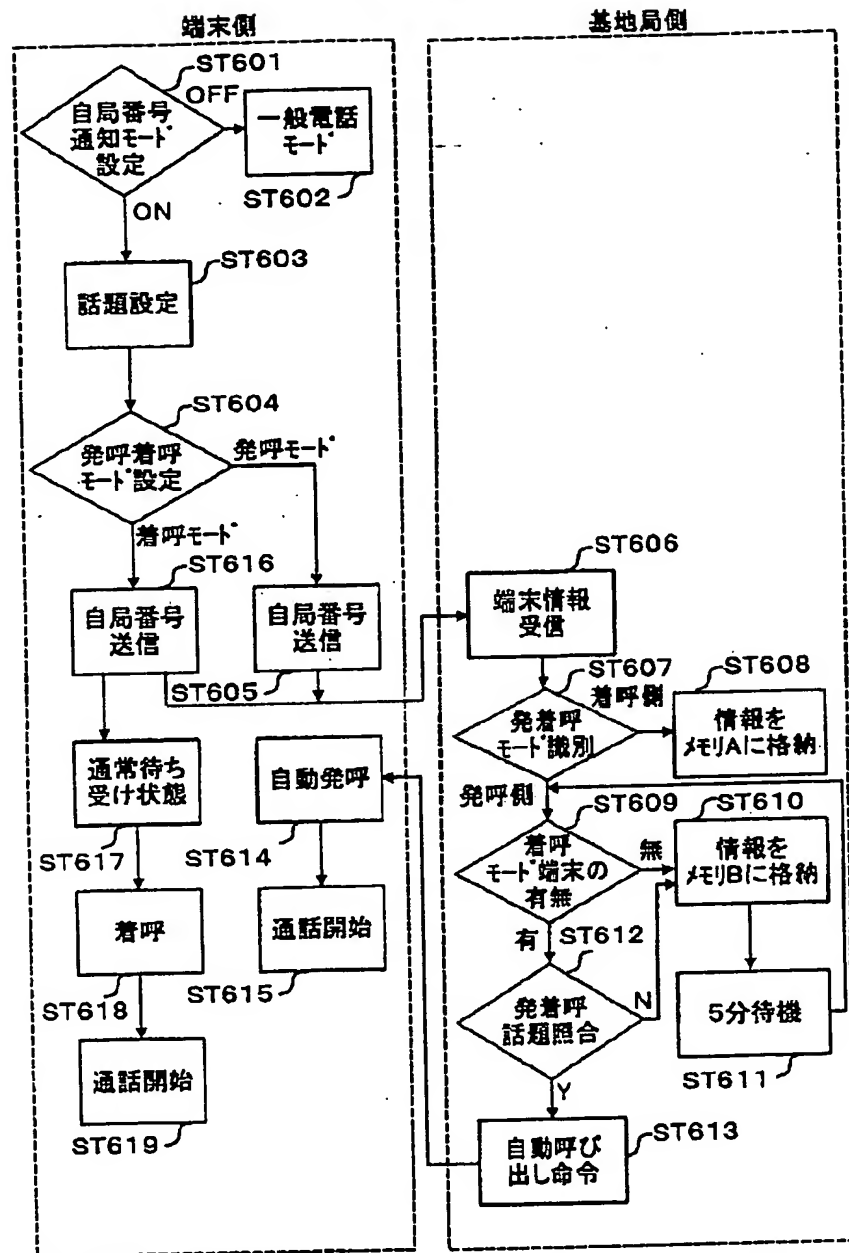 端末側
基地局側
ST601
自局番号
通知モード
設定
OFF
一般電話
モード
ST602
ON
ST603
話題設定
ST604
発呼着呼
モード設定
発呼モード
着呼モード
ST616
自局番号
送信
自局番号
送信
ST605
ST606
端末情報
受信
ST607
発着呼
モード識別
着呼側
ST608
情報を
メモリAに格納
発呼側
ST609
着呼
モード端末の
有無
無
ST610
情報を
メモリBに格納
有
ST612
発着呼
話題照合
N
5分待機
ST611
Y
自動呼び
出し命令
ST613
通常待ち
受け状態
ST617
自動発呼
ST614
着呼
ST618
通話開始
ST615
通話開始
ST619